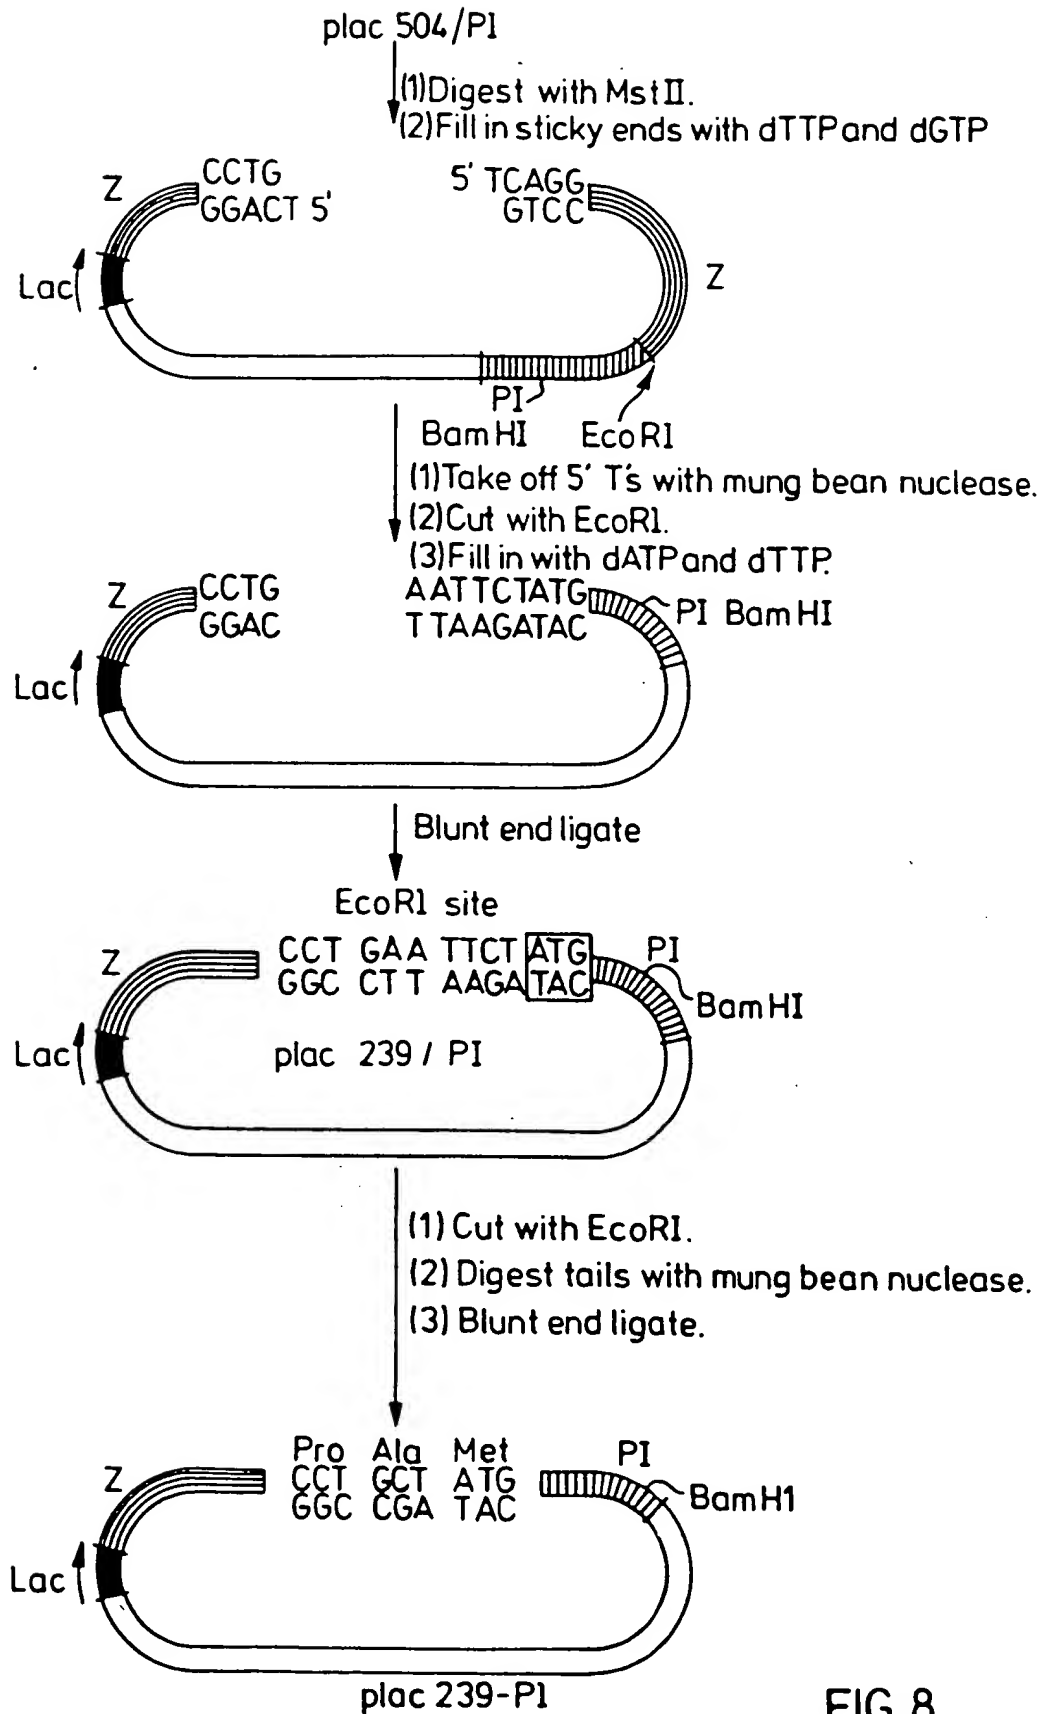 plac 504/PI
(1)Digest with MstII.
(2)Fill in sticky ends with dTTP and dGTP
Z
CCTG
GGACT 5'
5' TCAGG
GTCC
Lac
Z
PI
BamHI
EcoR1
(1)Take off 5' T's with mung bean nuclease.
(2)Cut with EcoR1.
(3)Fill in with dATP and dTTP.
Z
CCTG
GGAC
AATTCTATG
TTAAGATAC
PI BamHI
Lac
Blunt end ligate
EcoR1 site
Z
CCT GAA TTCT ATG
GGC CTT AAGA TAC
PI
BamHI
Lac
plac 239 / PI
(1) Cut with EcoRI.
(2) Digest tails with mung bean nuclease.
(3) Blunt end ligate.
Pro Ala Met
Z
CCT GCT ATG
GGC CGA TAC
PI
BamH1
Lac
plac 239-P1
FIG. 8